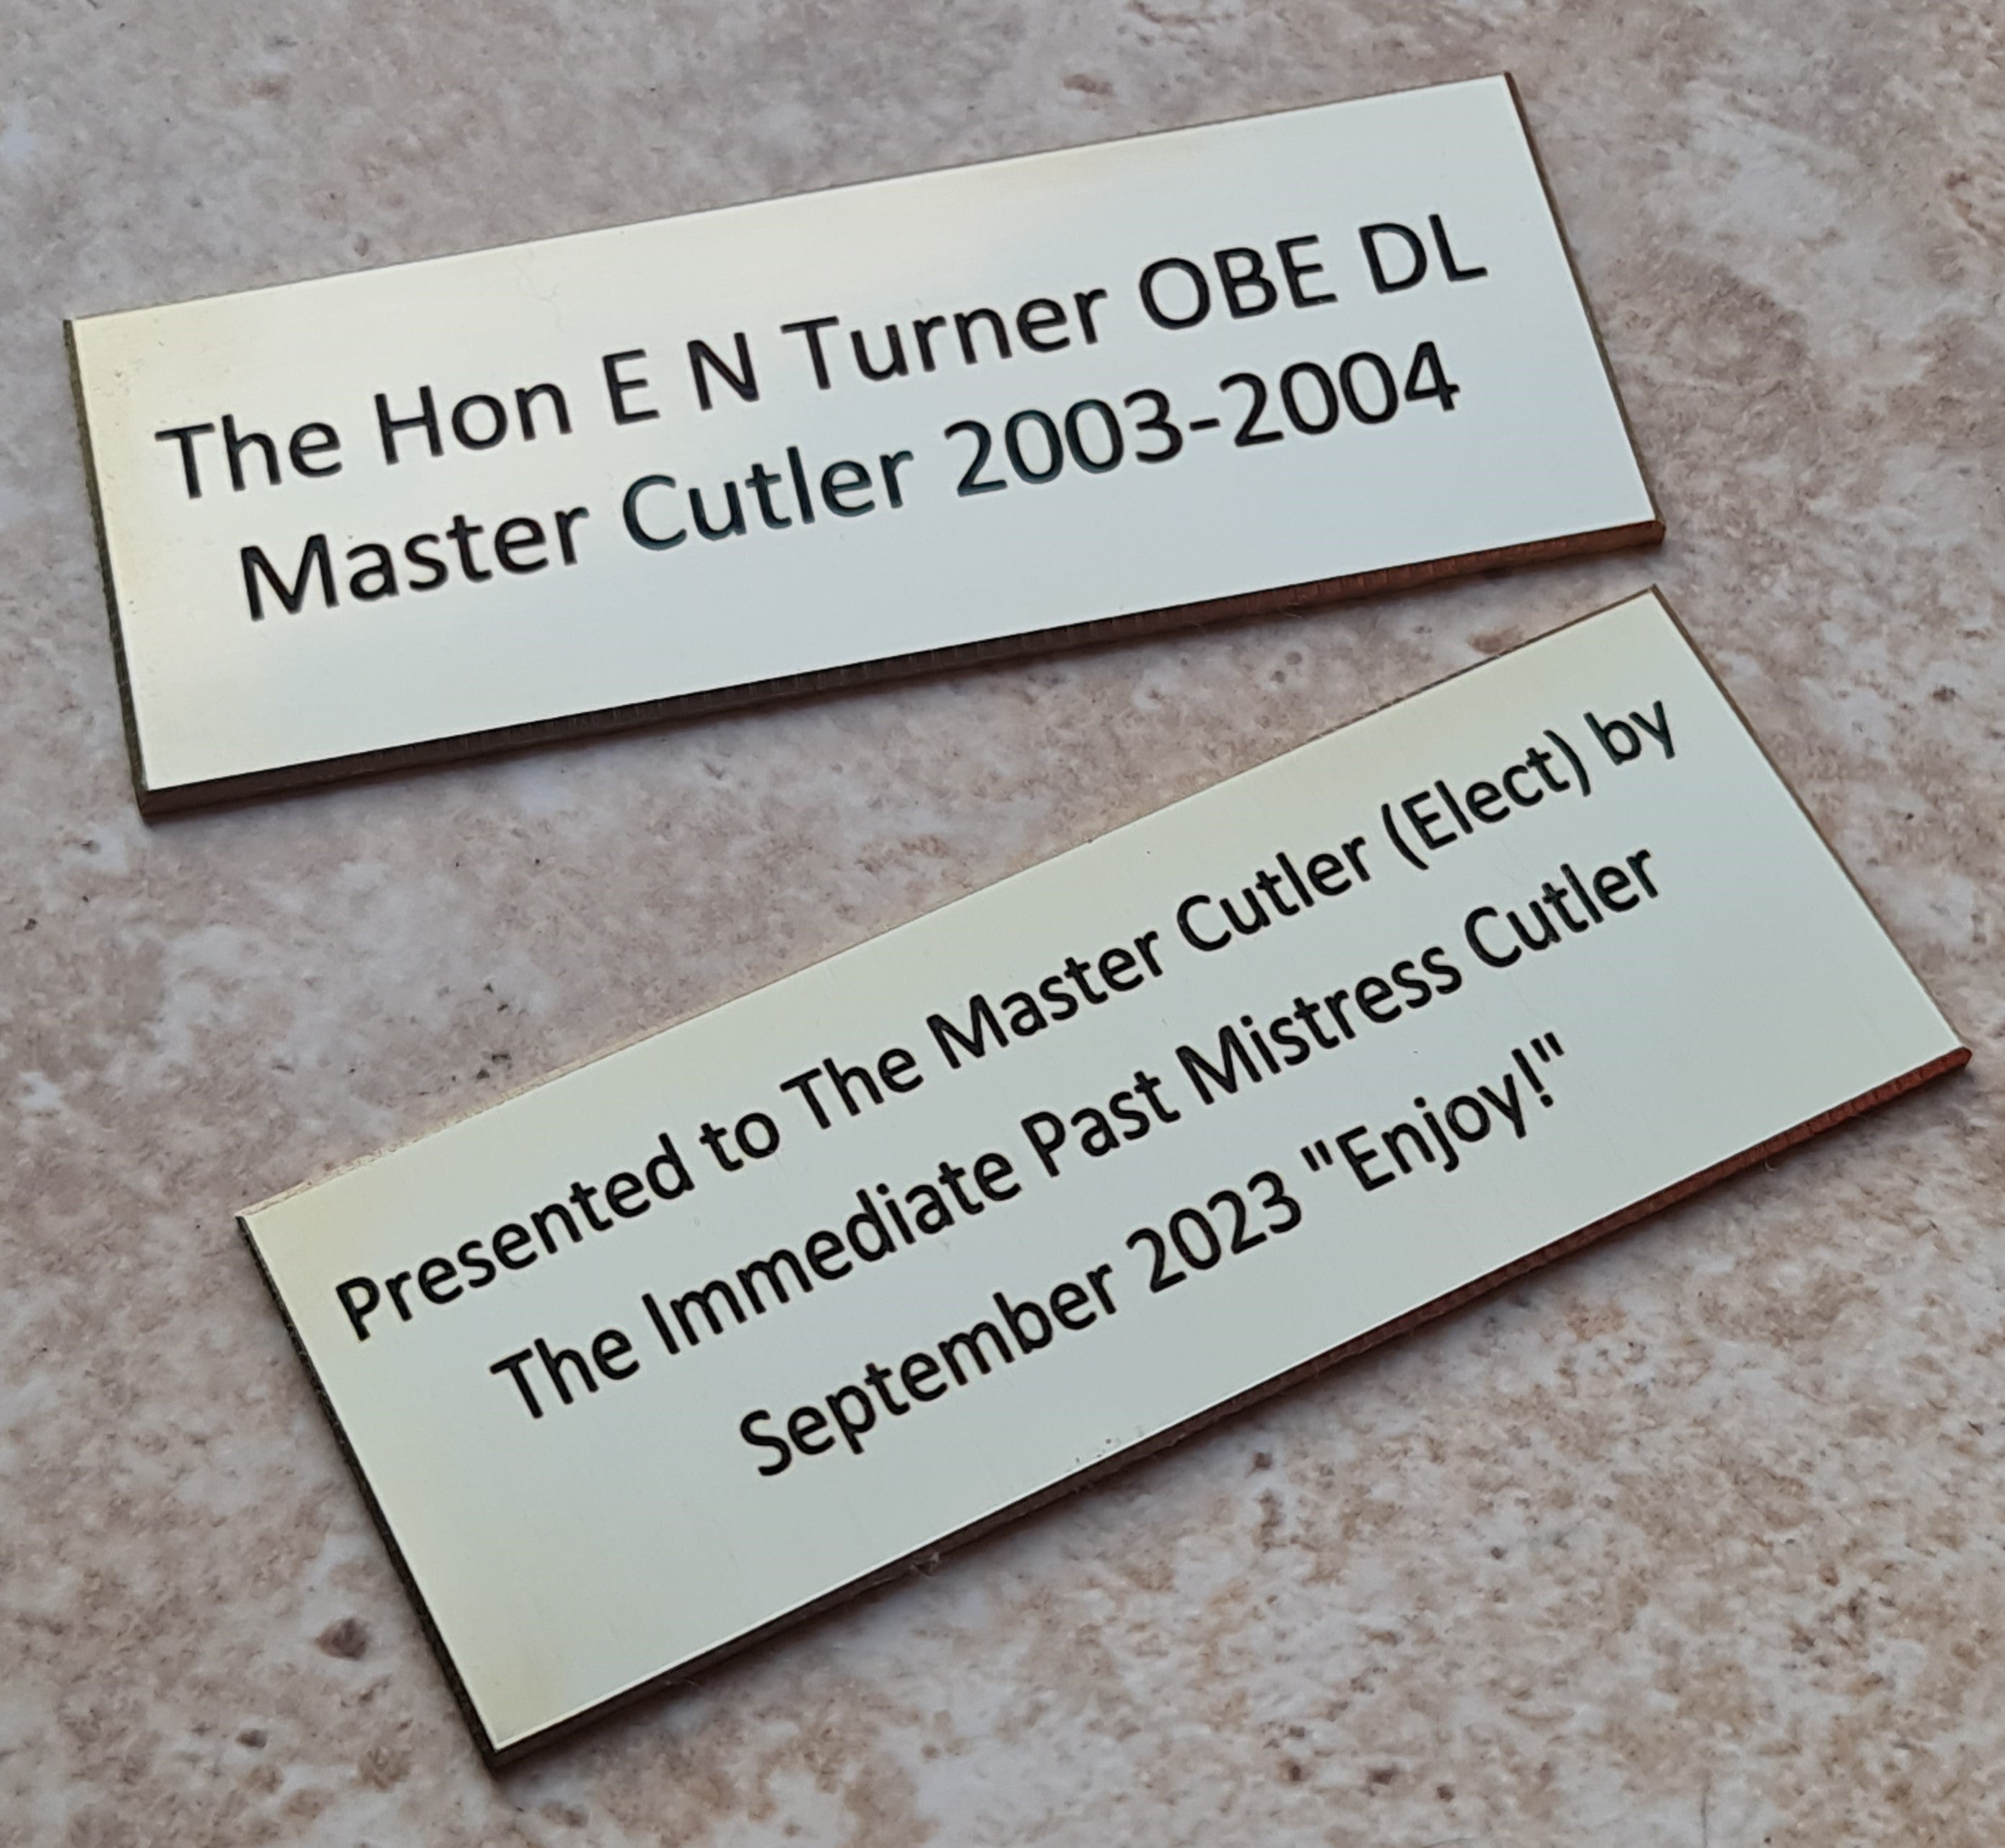 The Hon E N Turner OBE DL
Master Cutler 2003-2004
Presented to The Master Cutler (Elect) by
The Immediate Past Mistress Cutler
September 2023 "Enjoy!"